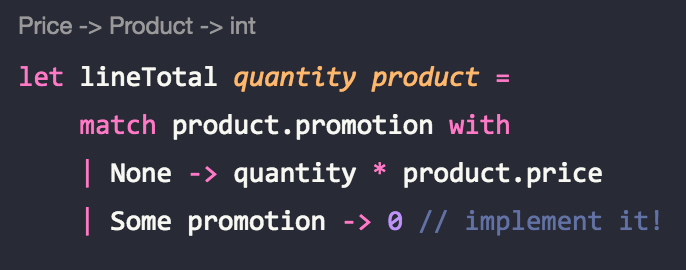 Price -> Product -> int
let lineTotal quantity product =
    match product.promotion with
    | None -> quantity * product.price
    | Some promotion -> 0 // implement it!